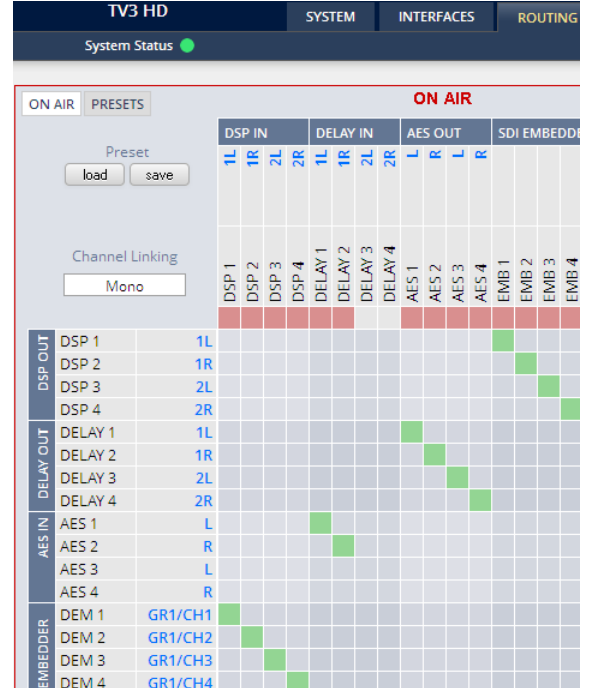 TV3 HD SYSTEM INTERFACES ROUTING
System Status
ON AIR PRESETS ON AIR
DSP IN DELAY IN AES OUT SDI EMBEDDE
Preset 1L 1R 2L 2R 1L 1R 2L 2R L R L R
load save
Channel Linking
Mono
DSP 1 DSP 2 DSP 3 DSP 4 DELAY 1 DELAY 2 DELAY 3 DELAY 4 AES 1 AES 2 AES 3 AES 4 EMB 1 EMB 2 EMB 3 EMB 4
DSP OUT
DSP 1 1L
DSP 2 1R
DSP 3 2L
DSP 4 2R
DELAY OUT
DELAY 1 1L
DELAY 2 1R
DELAY 3 2L
DELAY 4 2R
AES IN
AES 1 L
AES 2 R
AES 3 L
AES 4 R
EMBEDDER
DEM 1 GR1/CH1
DEM 2 GR1/CH2
DEM 3 GR1/CH3
DEM 4 GR1/CH4